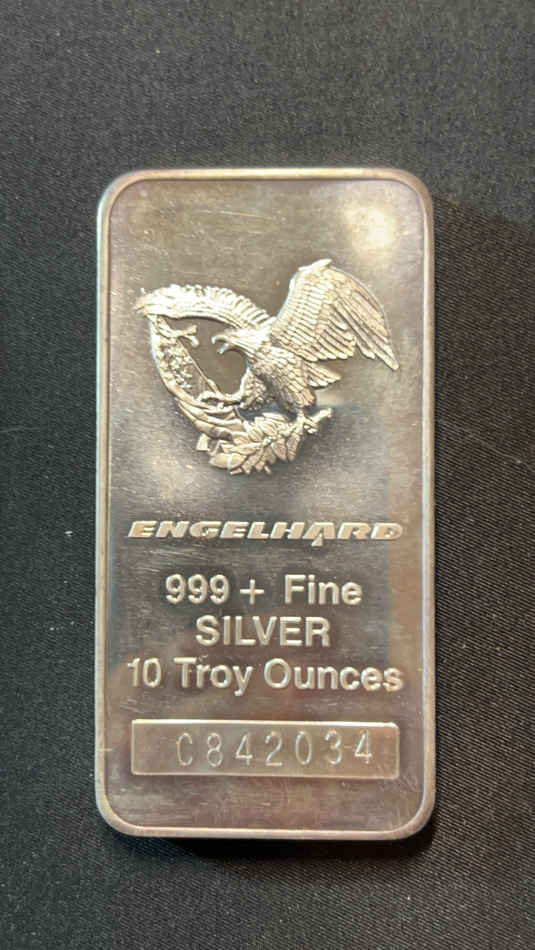 ENGELHARD
999+ Fine
SILVER
10 Troy Ounces
C842034